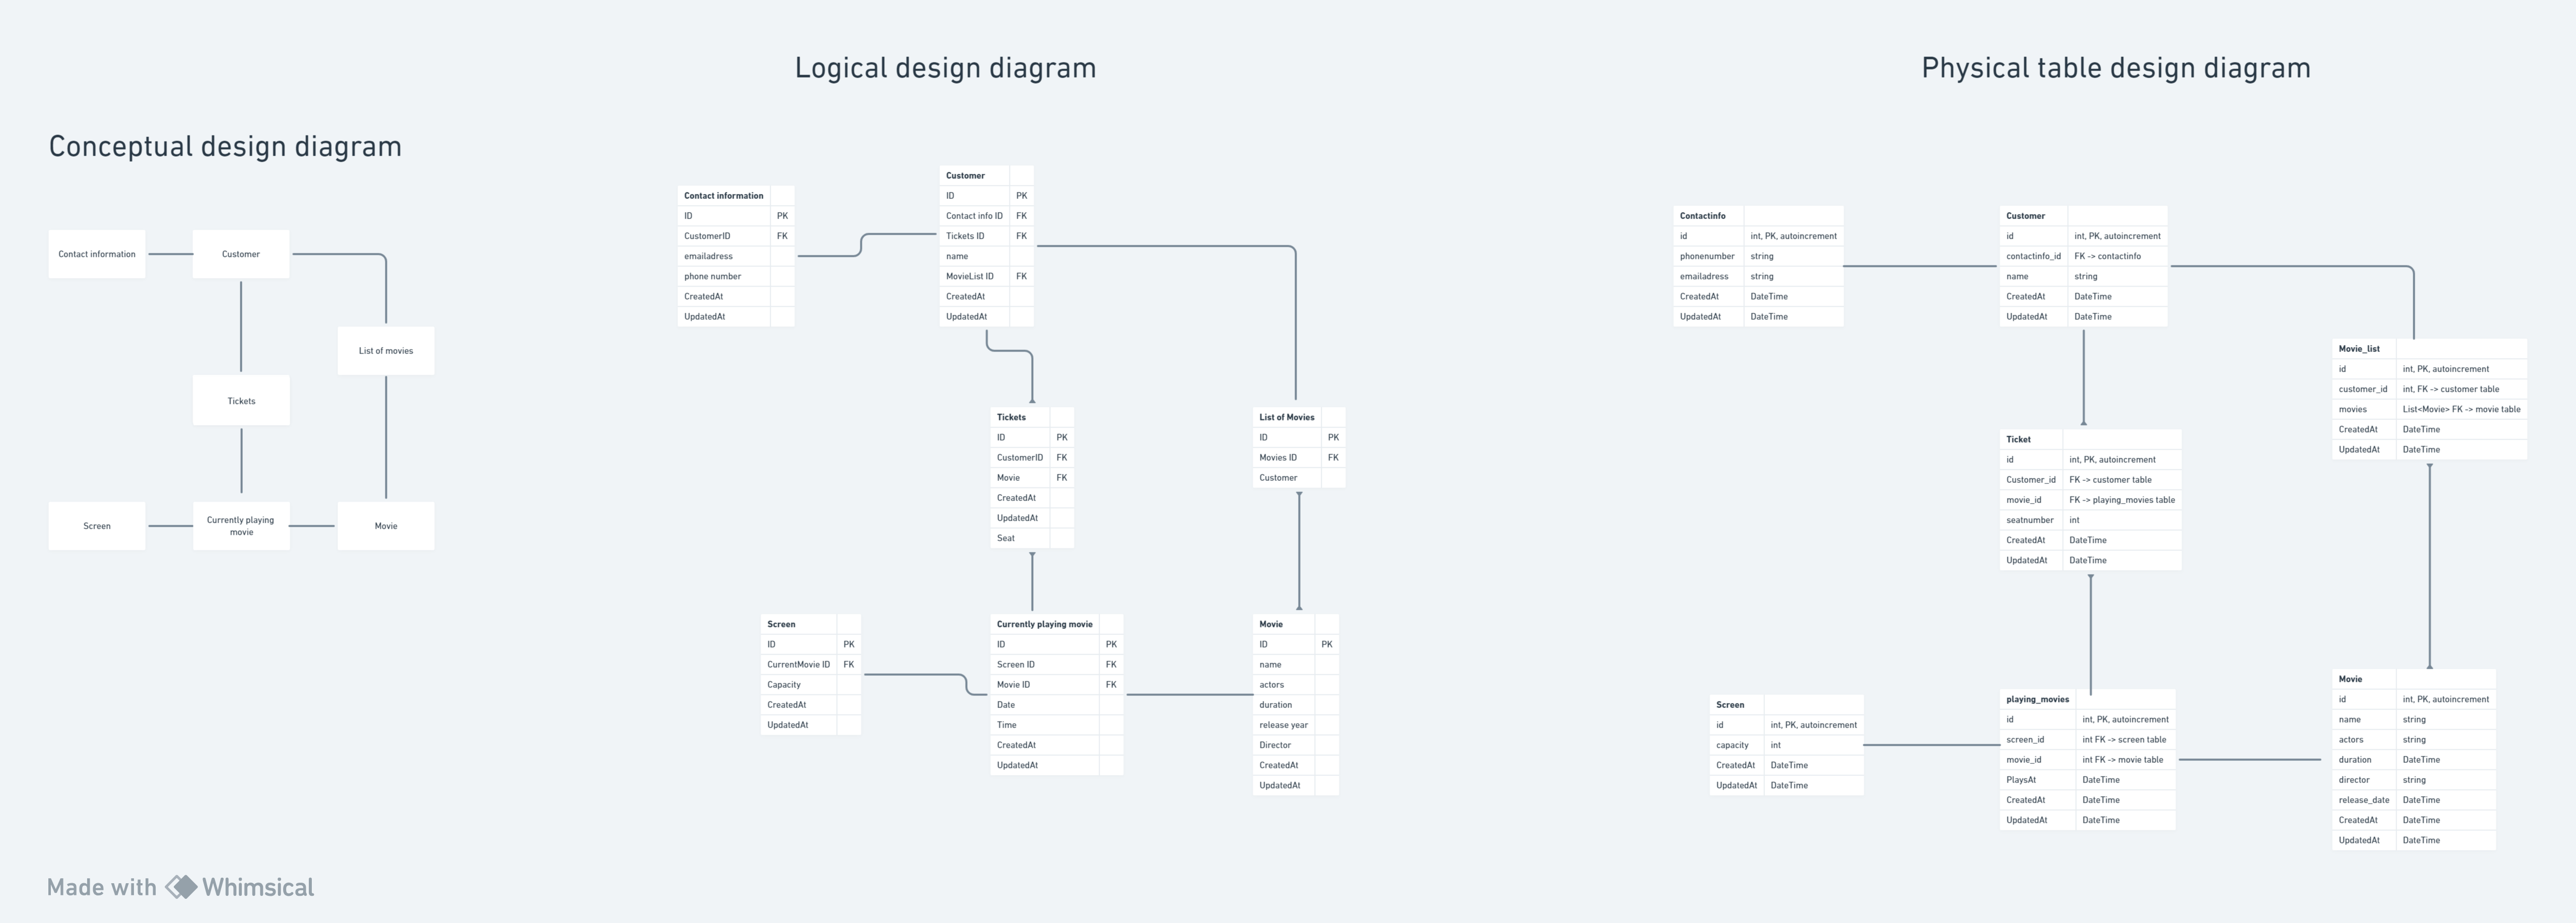 Conceptual design diagram
Contact information
Customer
List of movies
Tickets
Screen
Currently playing
movie
Movie
Logical design diagram
Contact information
ID PK
CustomerID FK
emailadress
phone number
CreatedAt
UpdatedAt
Customer
ID PK
Contact info ID FK
Tickets ID FK
name
MovieList ID FK
CreatedAt
UpdatedAt
Tickets
ID PK
CustomerID FK
Movie FK
CreatedAt
UpdatedAt
Seat
List of Movies
ID PK
Movies ID FK
Customer
Screen
ID PK
CurrentMovie ID FK
Capacity
CreatedAt
UpdatedAt
Currently playing movie
ID PK
Screen ID FK
Movie ID FK
Date
Time
CreatedAt
UpdatedAt
Movie
ID PK
name
actors
duration
release year
Director
CreatedAt
UpdatedAt
Physical table design diagram
Contactinfo
id int, PK, autoincrement
phonenumber string
emailadress string
CreatedAt DateTime
UpdatedAt DateTime
Customer
id int, PK, autoincrement
contactinfo_id FK -> contactinfo
name string
CreatedAt DateTime
UpdatedAt DateTime
Movie_list
id int, PK, autoincrement
customer_id int, FK -> customer table
movies List<Movie> FK -> movie table
CreatedAt DateTime
UpdatedAt DateTime
Ticket
id int, PK, autoincrement
Customer_id FK -> customer table
movie_id FK -> playing_movies table
seatnumber int
CreatedAt DateTime
UpdatedAt DateTime
Screen
id int, PK, autoincrement
capacity int
CreatedAt DateTime
UpdatedAt DateTime
playing_movies
id int, PK, autoincrement
screen_id int FK -> screen table
movie_id int FK -> movie table
PlaysAt DateTime
CreatedAt DateTime
UpdatedAt DateTime
Movie
id int, PK, autoincrement
name string
actors string
duration DateTime
director string
release_date DateTime
CreatedAt DateTime
UpdatedAt DateTime
Made with Whimsical